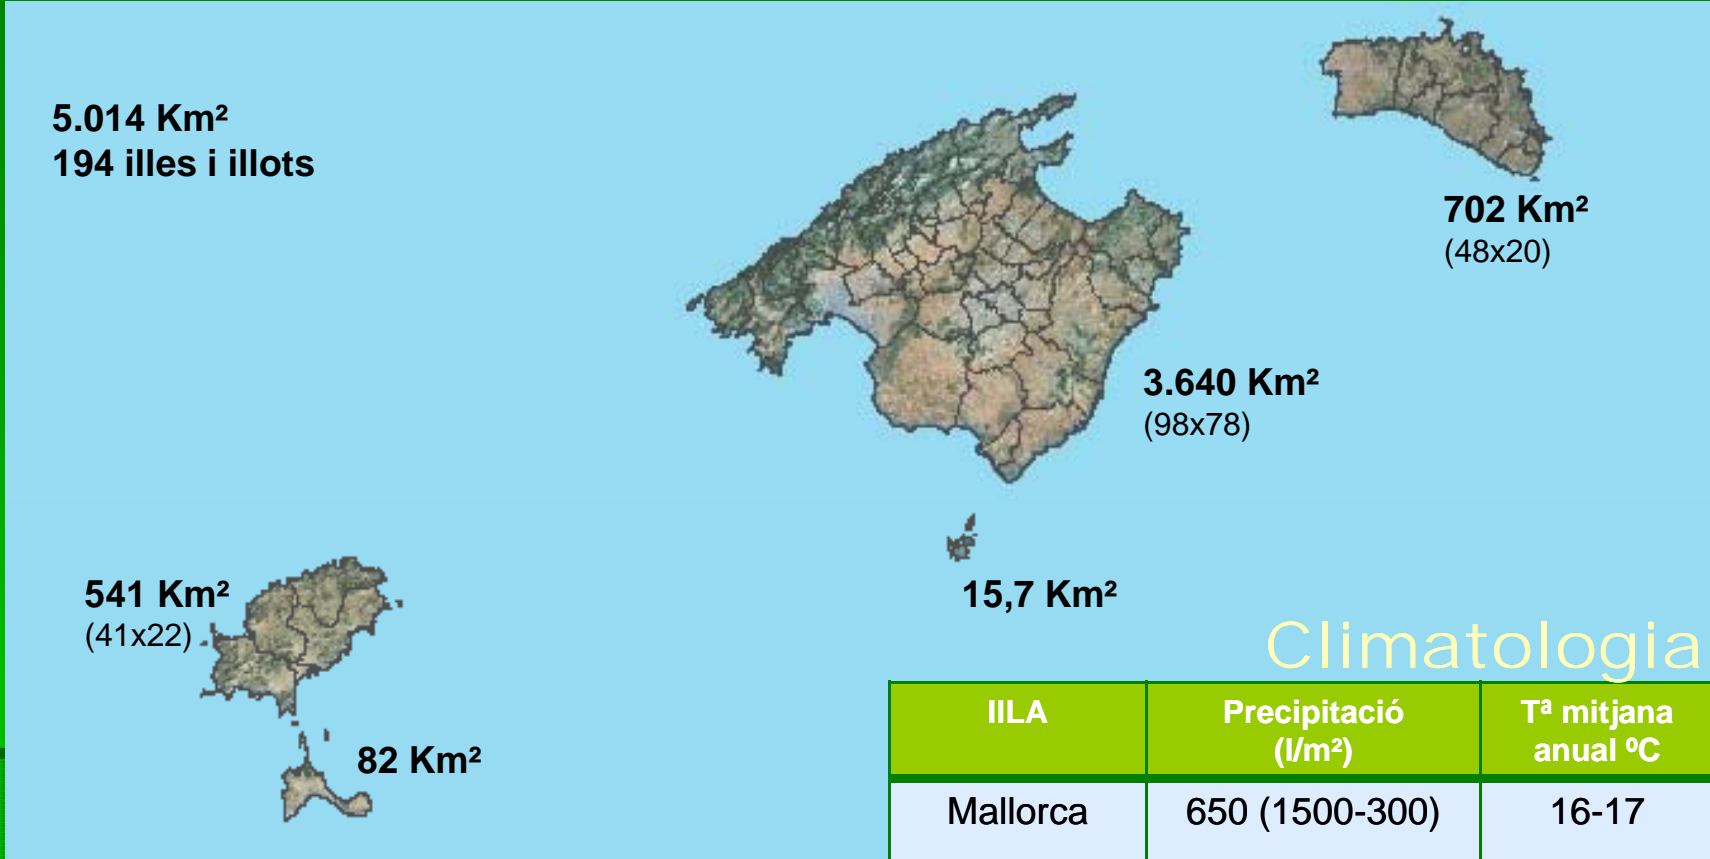 5.014 Km²
194 illes i illots
702 Km²
(48x20)
3.640 Km²
(98x78)
15,7 Km²
541 Km²
(41x22)
82 Km²
Climatologia
IILA Precipitació (l/m²) Tª mitjana anual ºC
Mallorca 650 (1500-300) 16-17